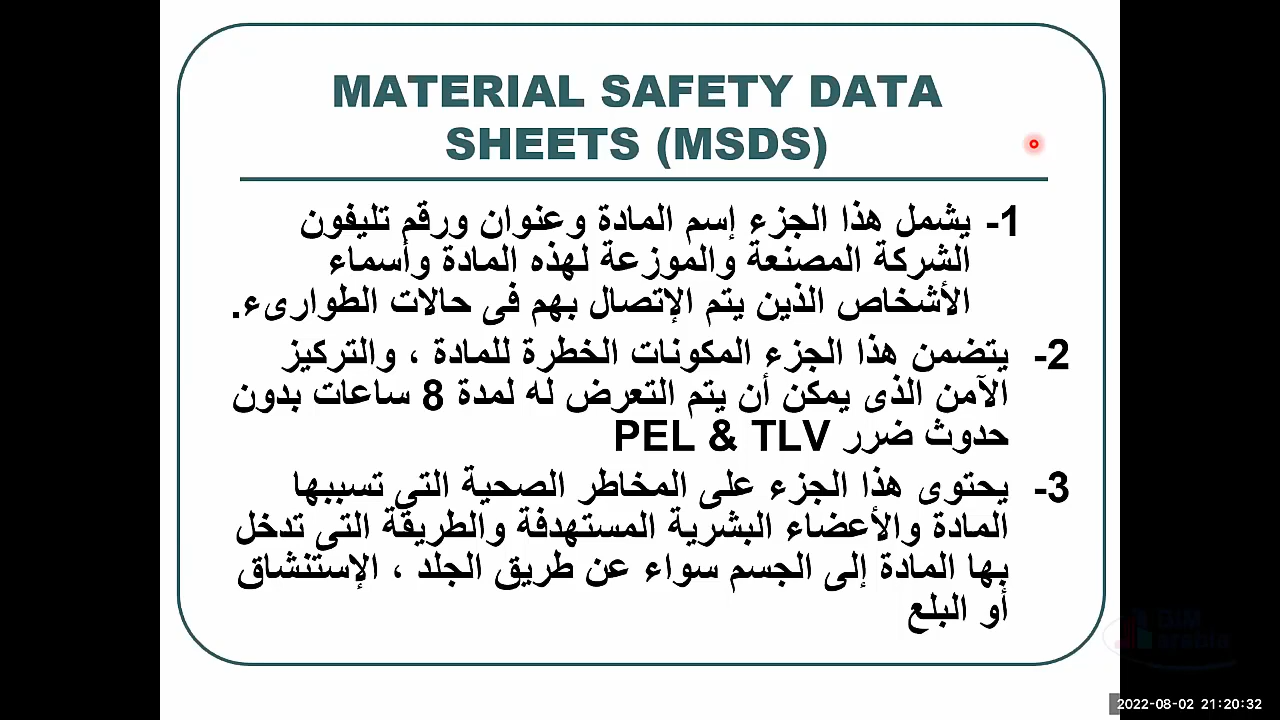 MATERIAL SAFETY DATA
SHEETS (MSDS)
1- يشمل هذا الجزء إسم المادة وعنوان ورقم تليفون
الشركة المصنعة والموزعة لهذه المادة وأسماء
الأشخاص الذين يتم الإتصال بهم فى حالات الطوارىء.
2- يتضمن هذا الجزء المكونات الخطرة للمادة ، والتركيز
الآمن الذى يمكن أن يتم التعرض له لمدة 8 ساعات بدون
حدوث ضرر PEL & TLV
3- يحتوى هذا الجزء على المخاطر الصحية التى تسببها
المادة والأعضاء البشرية المستهدفة والطريقة التى تدخل
بها المادة إلى الجسم سواء عن طريق الجلد ، الإستنشاق
أو البلع
BIM
arabia
2022-08-02 21:20:32